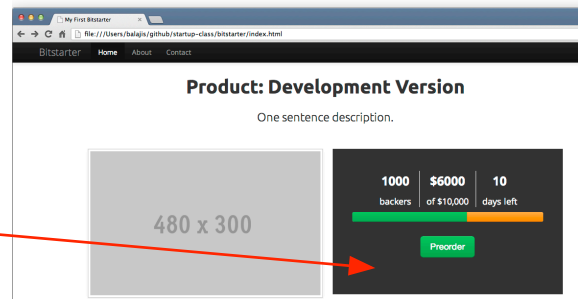 My First Bitstarter
file:///Users/balajis/github/startup-class/bitstarter/index.html
Bitstarter Home About Contact
Product: Development Version
One sentence description.
480 x 300
1000 $6000 10
backers of $10,000 days left
Preorder